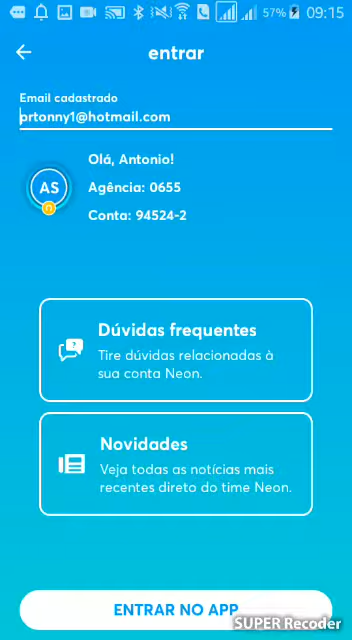 57% 09:15
entrar
Email cadastrado
prtonny1@hotmail.com
Olá, Antonio!
AS
Agência: 0655
Conta: 94524-2
Dúvidas frequentes
Tire dúvidas relacionadas à
sua conta Neon.
Novidades
Veja todas as notícias mais
recentes direto do time Neon.
ENTRAR NO APP
SUPER Recoder